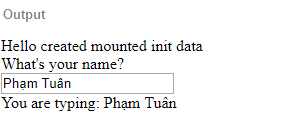 Output
Hello created mounted init data
What's your name?
Phạm Tuân
You are typing: Phạm Tuân